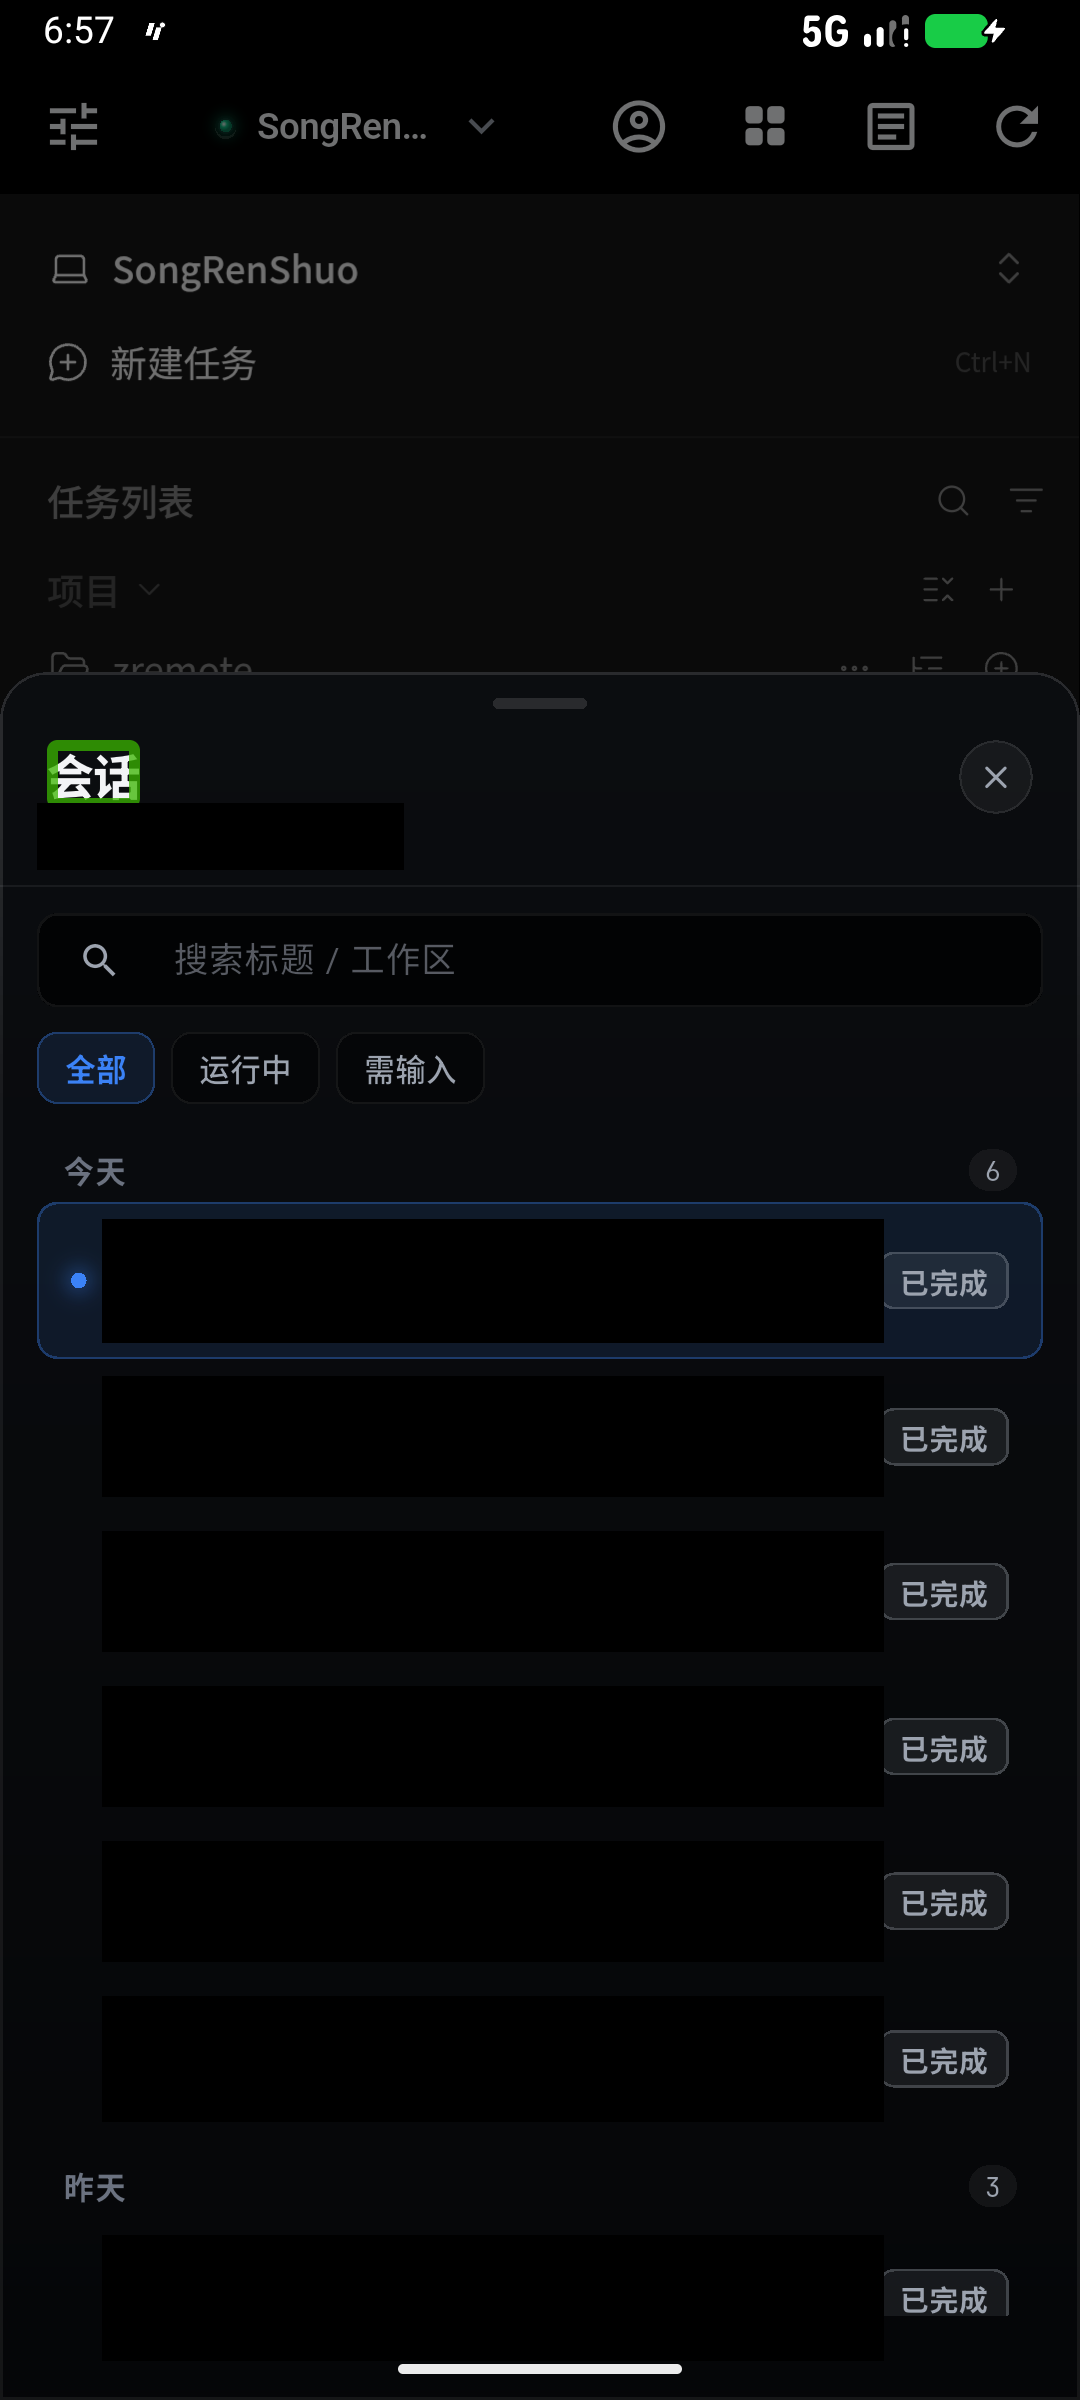 6:57
5G
SongRen...
SongRenShuo
新建任务
Ctrl+N
任务列表
项目
zremote
会话
搜索标题 / 工作区
全部
运行中
需输入
今天
6
已完成
已完成
已完成
已完成
已完成
已完成
昨天
3
已完成